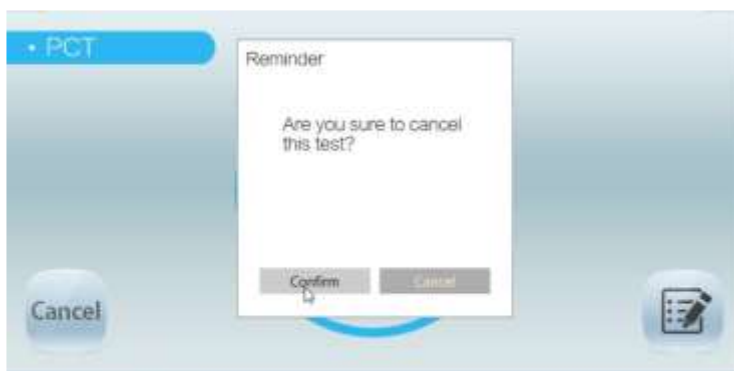 • PCT
Reminder
Are you sure to cancel
this test?
Confirm
Cancel
Cancel